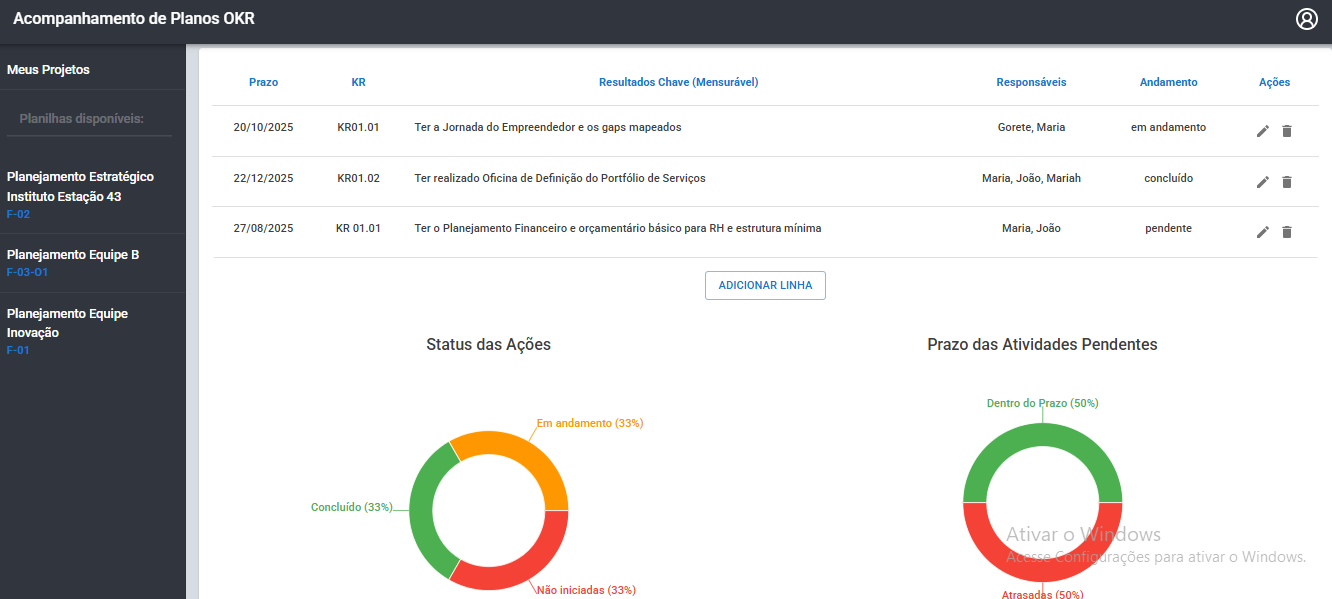 Acompanhamento de Planos OKR
Meus Projetos
Planilhas disponíveis:
Planejamento Estratégico
Instituto Estação 43
F-02
Planejamento Equipe B
F-03-O1
Planejamento Equipe
Inovação
F-01
Prazo KR Resultados Chave (Mensurável) Responsáveis Andamento Ações
20/10/2025 KR01.01 Ter a Jornada do Empreendedor e os gaps mapeados Gorete, Maria em andamento
22/12/2025 KR01.02 Ter realizado Oficina de Definição do Portfólio de Serviços Maria, João, Mariah concluído
27/08/2025 KR 01.01 Ter o Planejamento Financeiro e orçamentário básico para RH e estrutura mínima Maria, João pendente
ADICIONAR LINHA
Status das Ações
Em andamento (33%)
Concluído (33%)
Não iniciadas (33%)
Prazo das Atividades Pendentes
Dentro do Prazo (50%)
Atrasadas (50%)
Ativar o Windows
Acesse Configurações para ativar o Windows.